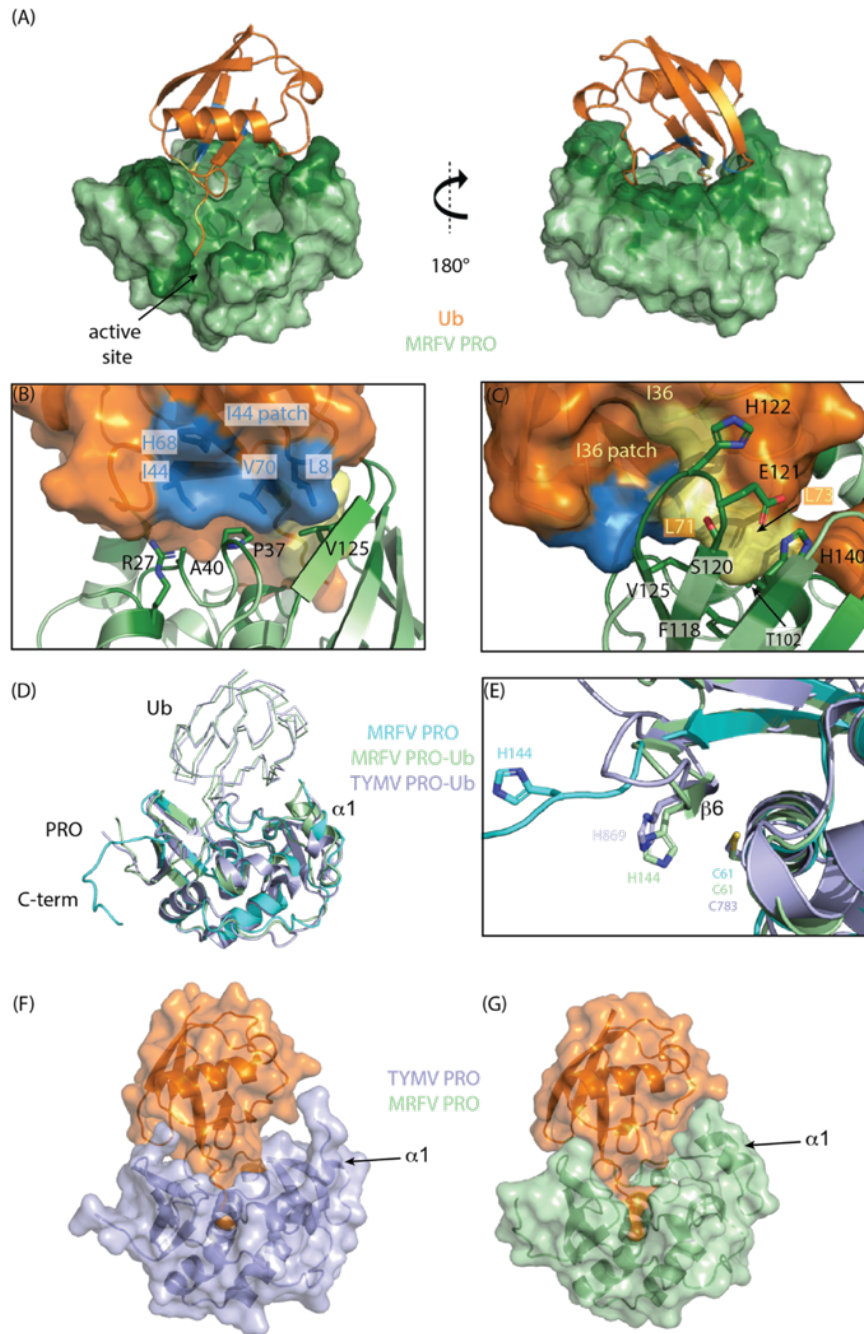 (A)
active
site
180°
Ub
MRFV PRO
(B)
I44 patch
H68
I44
V70
L8
R27
A40
P37
V125
(C)
I36
H122
I36 patch
E121
L73
L71
S120
H140
V125
F118
T102
(D)
Ub
MRFV PRO
MRFV PRO-Ub
TYMV PRO-Ub
α1
PRO
C-term
(E)
H144
β6
H869
H144
C61
C61
C783
(F)
TYMV PRO
MRFV PRO
α1
(G)
α1